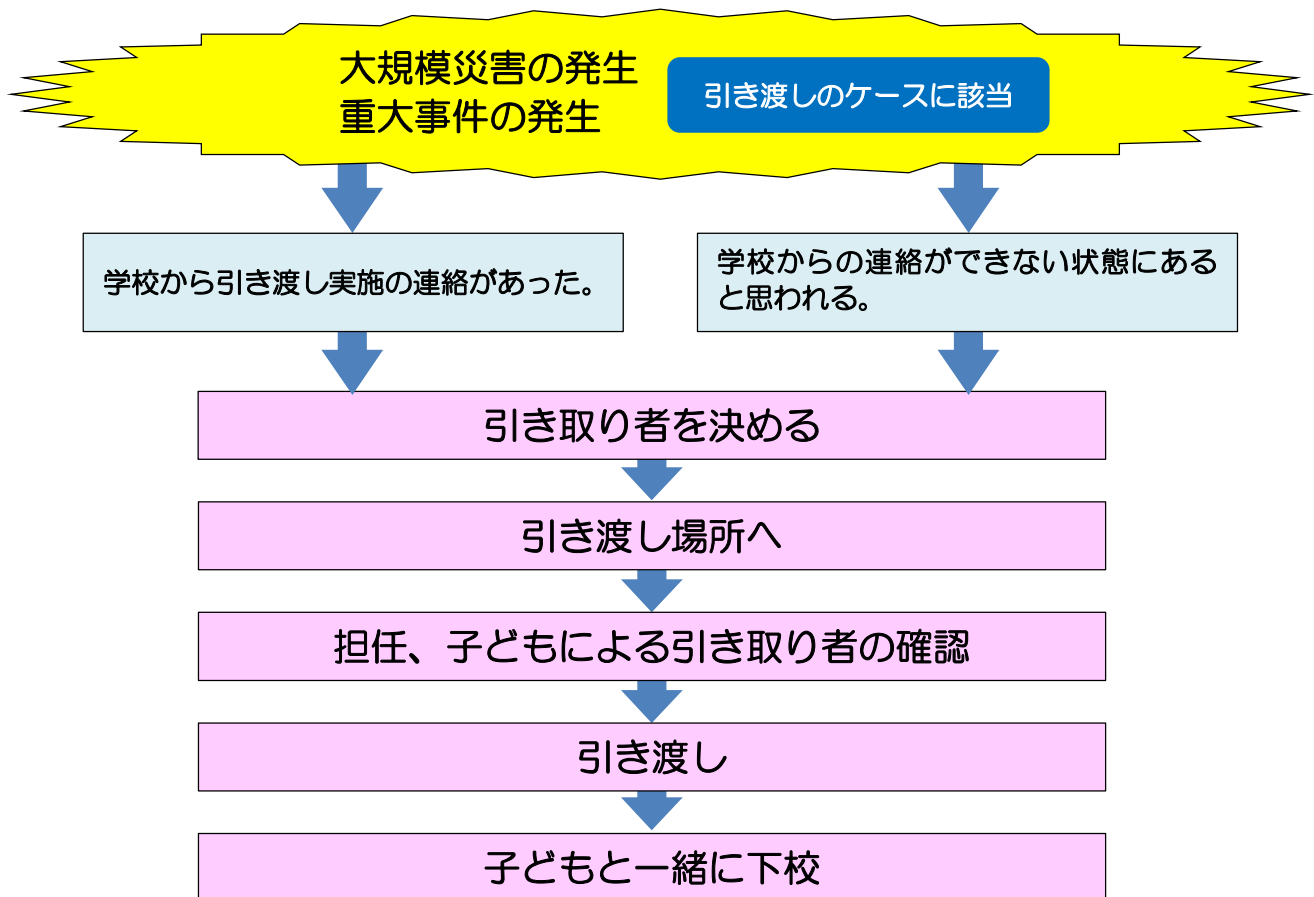 大規模災害の発生
重大事件の発生
引き渡しのケースに該当
学校から引き渡し実施の連絡があった。
学校からの連絡ができない状態にある
と思われる。
引き取り者を決める
引き渡し場所へ
担任、子どもによる引き取り者の確認
引き渡し
子どもと一緒に下校